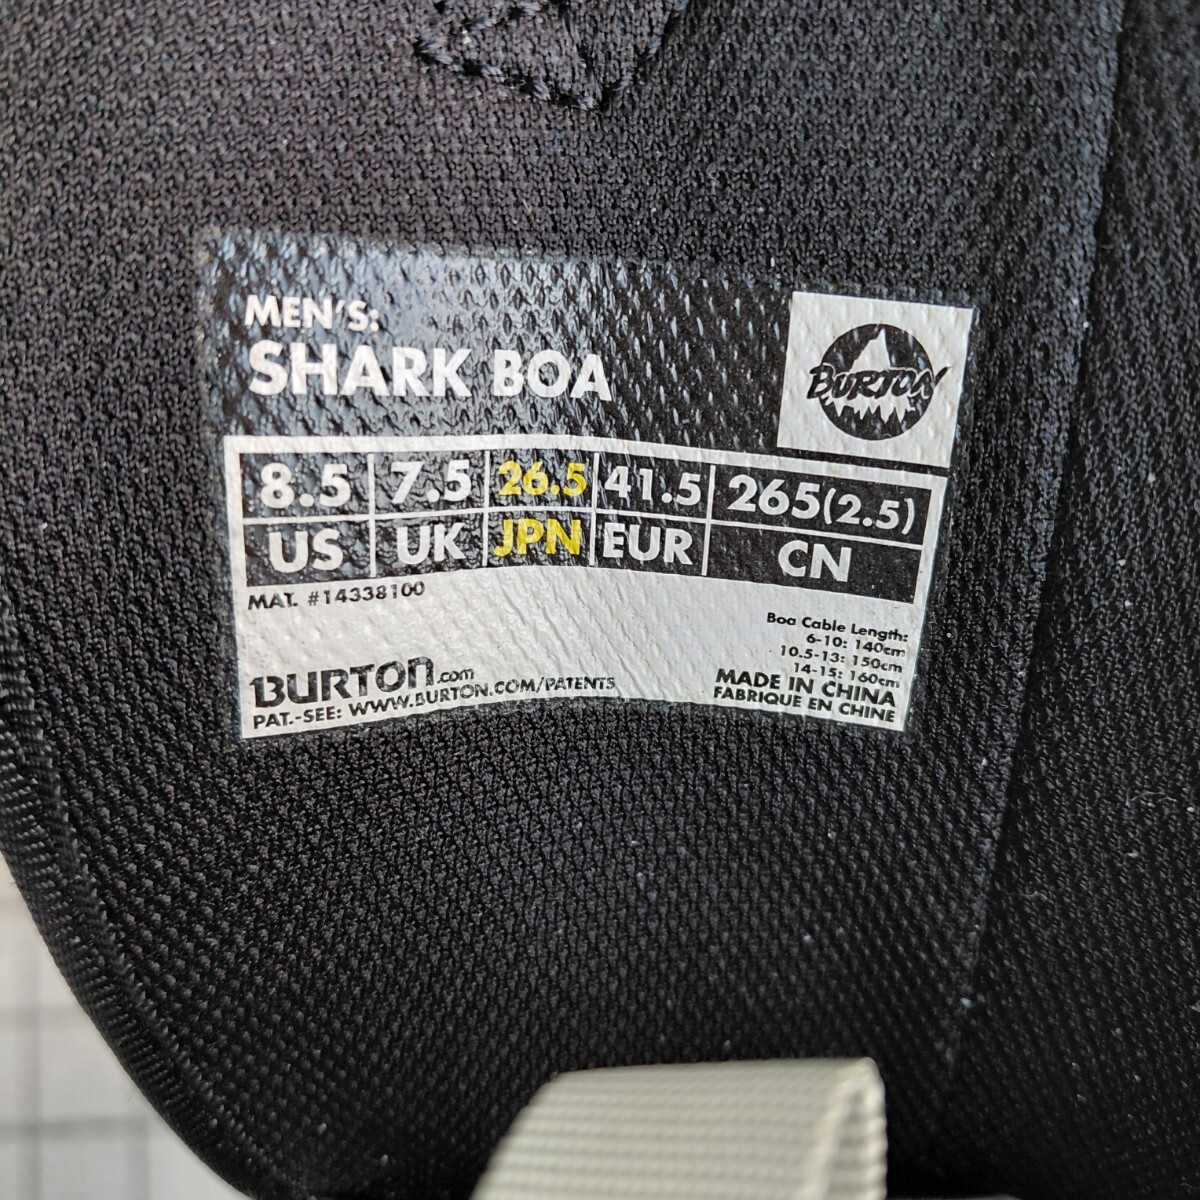 MEN'S:
SHARK BOA
BURTON
8.5 7.5 26.5 41.5 265(2.5)
US UK JPN EUR CN
MAT. #14338100
Boa Cable Length:
6-10: 140cm
10.5-13: 150cm
14-15: 160cm
BURTON.com
MADE IN CHINA
PAT.-SEE: WWW.BURTON.COM/PATENTS
FABRIQUE EN CHINE